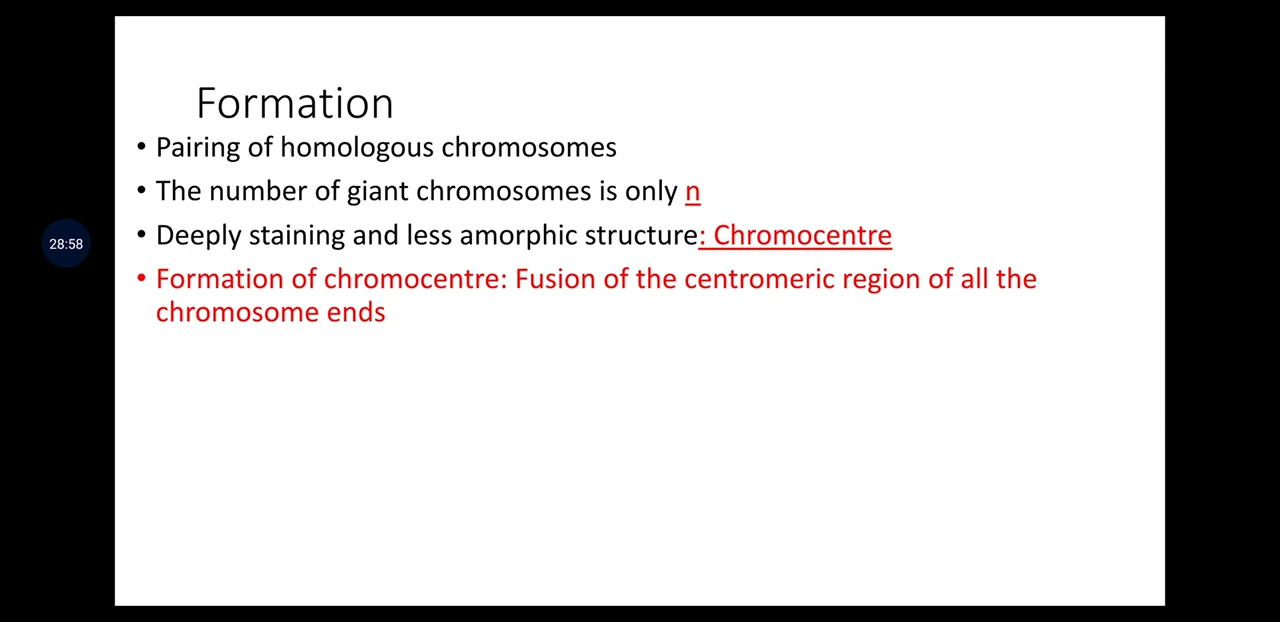 Formation
• Pairing of homologous chromosomes
• The number of giant chromosomes is only n
• Deeply staining and less amorphic structure: Chromocentre
28:58
• Formation of chromocentre: Fusion of the centromeric region of all the
chromosome ends